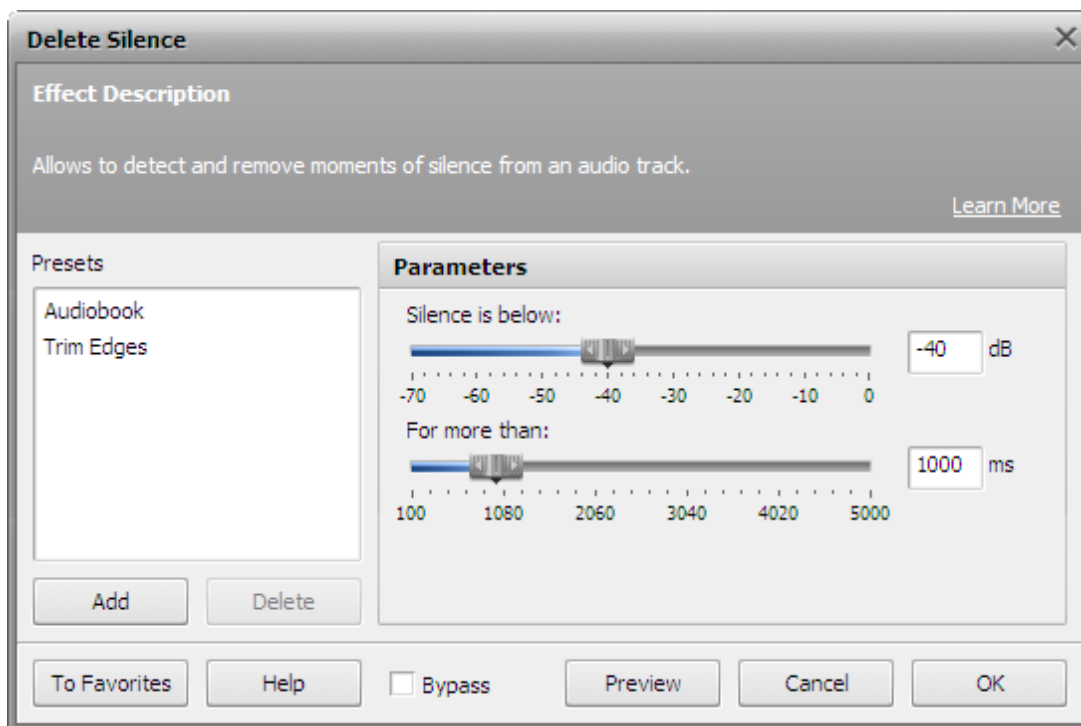 Delete Silence
Effect Description
Allows to detect and remove moments of silence from an audio track.
Learn More
Presets
Audiobook
Trim Edges
Add Delete
Parameters
Silence is below:
-40 dB
-70 -60 -50 -40 -30 -20 -10 0
For more than:
1000 ms
100 1080 2060 3040 4020 5000
To Favorites Help Bypass Preview Cancel OK